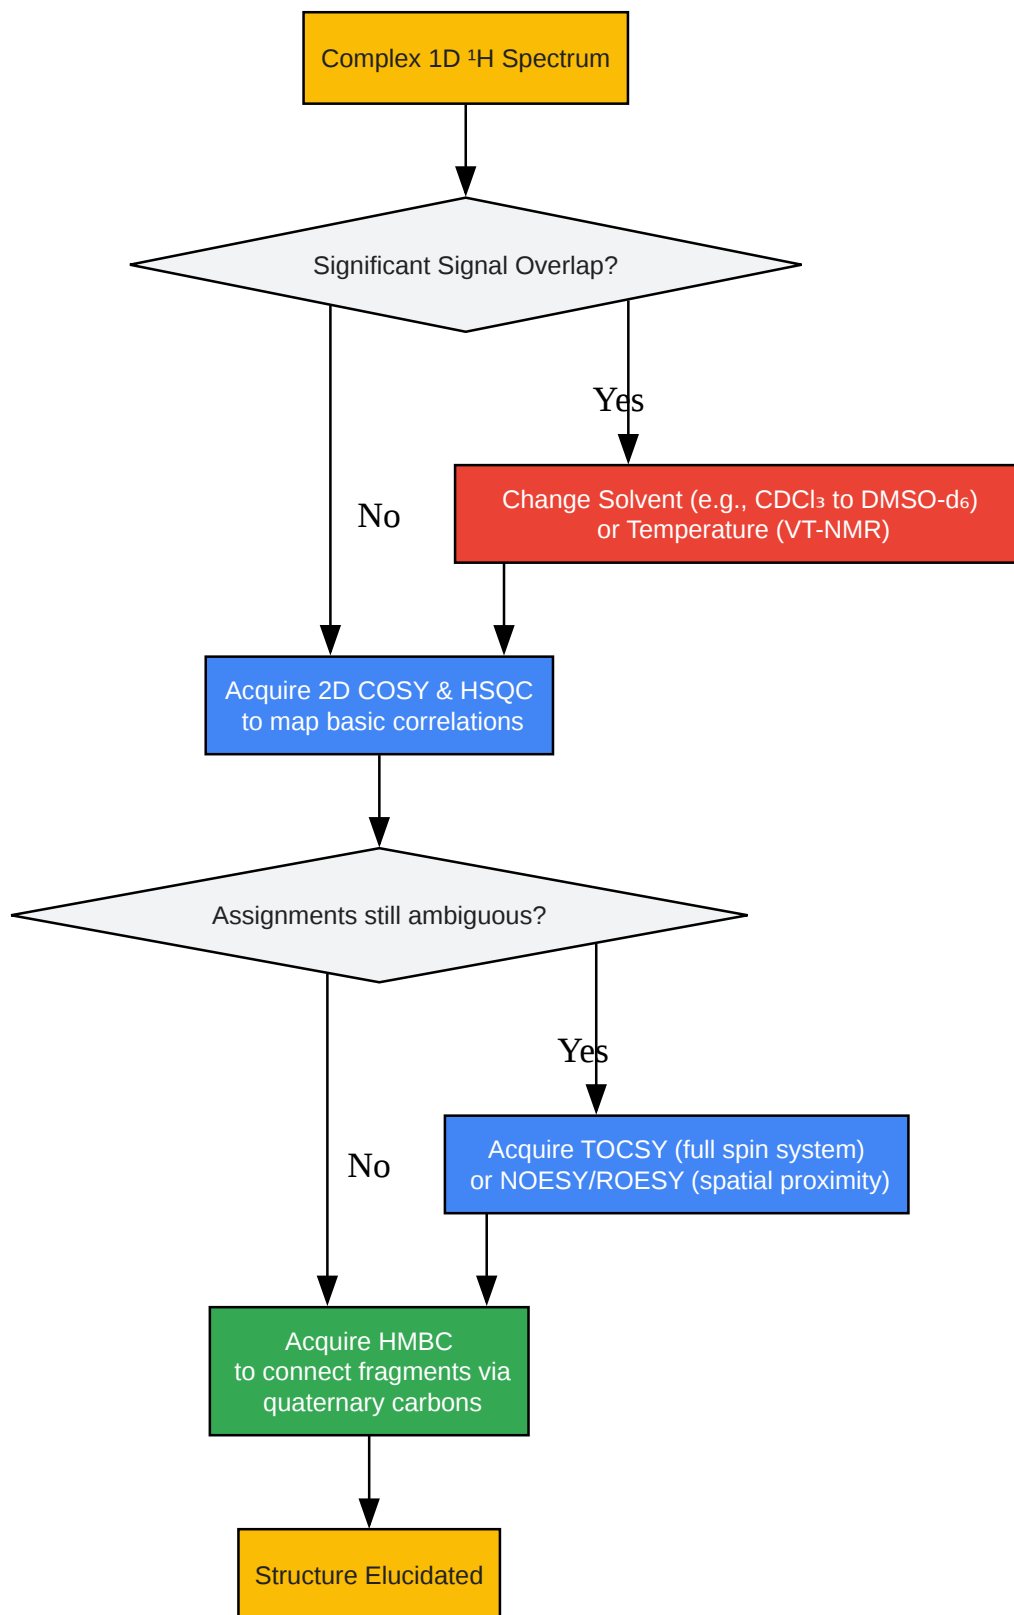 Complex 1D ¹H Spectrum
Significant Signal Overlap?
Yes
No
Change Solvent (e.g., CDCl₃ to DMSO-d₆)
or Temperature (VT-NMR)
Acquire 2D COSY & HSQC
to map basic correlations
Assignments still ambiguous?
Yes
No
Acquire TOCSY (full spin system)
or NOESY/ROESY (spatial proximity)
Acquire HMBC
to connect fragments via
quaternary carbons
Structure Elucidated